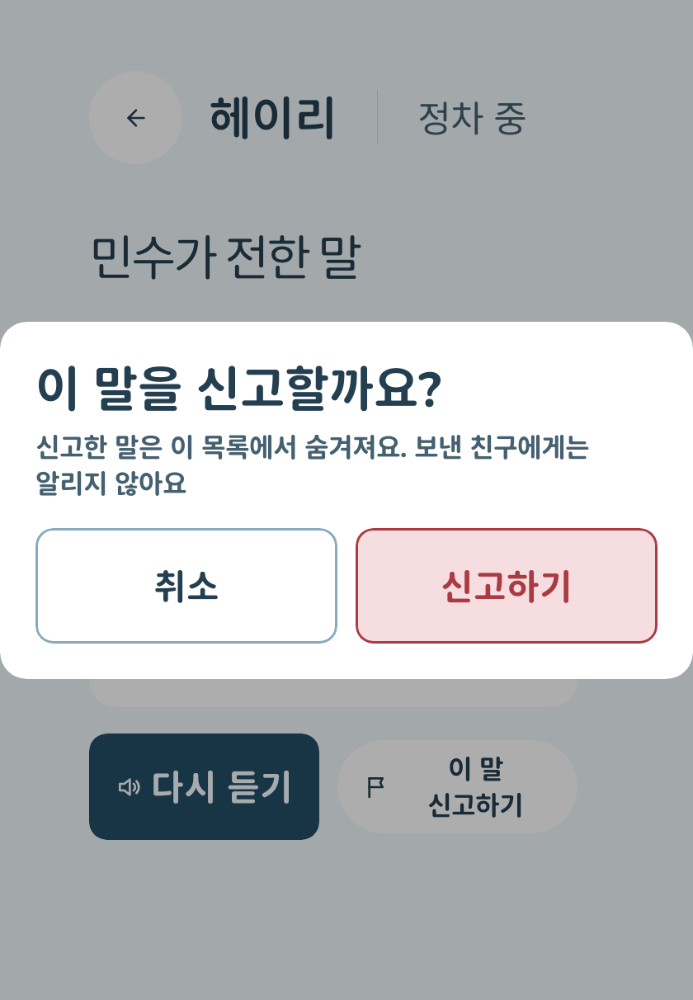 헤이리
정차 중
민수가 전한 말
이 말을 신고할까요?
신고한 말은 이 목록에서 숨겨져요. 보낸 친구에게는
알리지 않아요
취소
신고하기
다시 듣기
이 말
신고하기